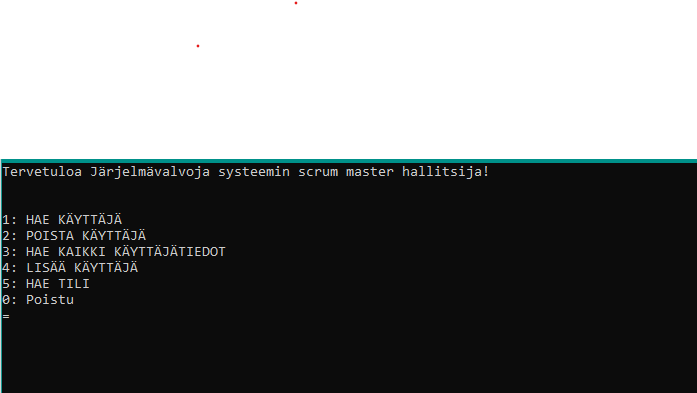 Tervetuloa Järjelmävalvoja systeemin scrum master hallitsija!
1: HAE KÄYTTÄJÄ
2: POISTA KÄYTTÄJÄ
3: HAE KAIKKI KÄYTTÄJÄTIEDOT
4: LISÄÄ KÄYTTÄJÄ
5: HAE TILI
0: Poistu
=